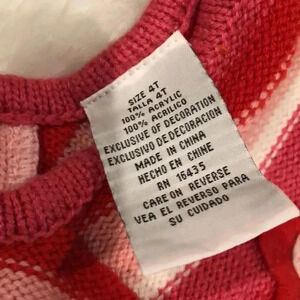 SIZE 4T
TALLA 4T
100% ACRYLIC
100% ACRILICO
EXCLUSIVE OF DECORATION
EXCLUSIVO DE DECORACION
MADE IN CHINA
HECHO EN CHINE
RN 16435
CARE ON REVERSE
VEA EL REVERSO PARA
SU CUIDADO